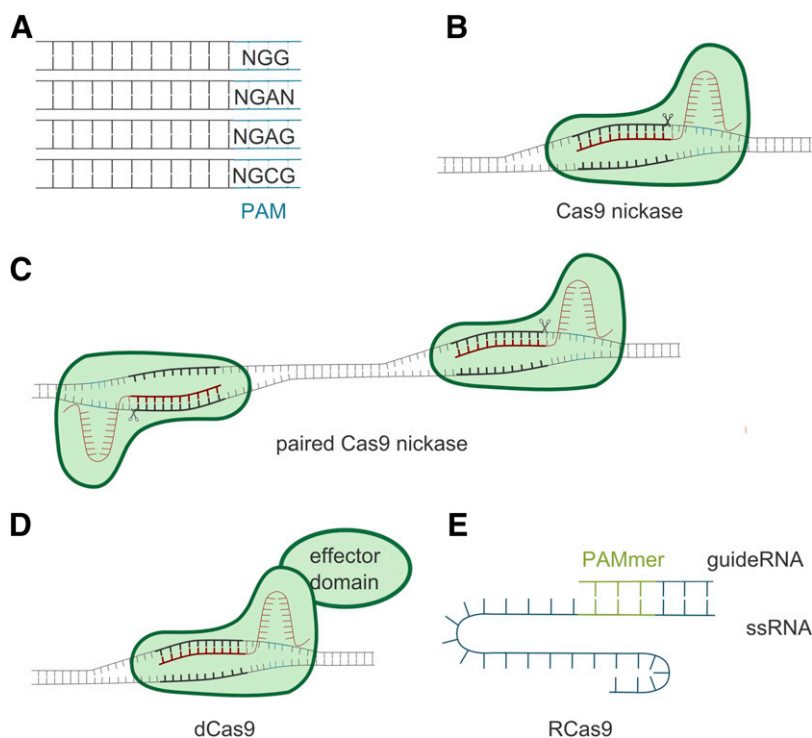 A
NGG
NGAN
NGAG
NGCG
PAM
B
Cas9 nickase
C
paired Cas9 nickase
D
effector
domain
dCas9
E
PAMmer guideRNA
ssRNA
RCas9